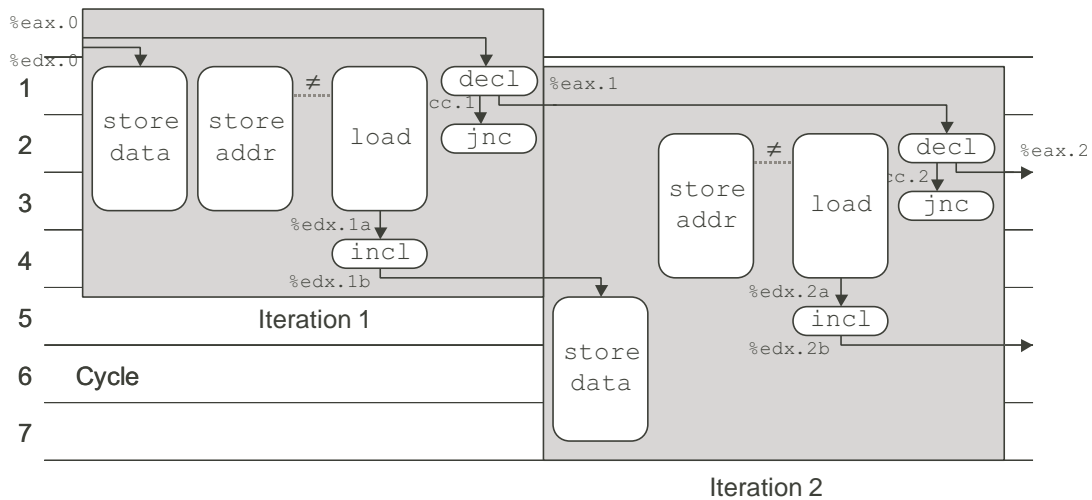 %eax.0
%edx.0
1
2
3
4
5
6
7
store
data
store
addr
≠
load
decl
cc.1
jnc
%eax.1
%edx.1a
incl
%edx.1b
Iteration 1
Cycle
store
data
store
addr
≠
load
decl
cc.2
jnc
%eax.2
%edx.2a
incl
%edx.2b
Iteration 2